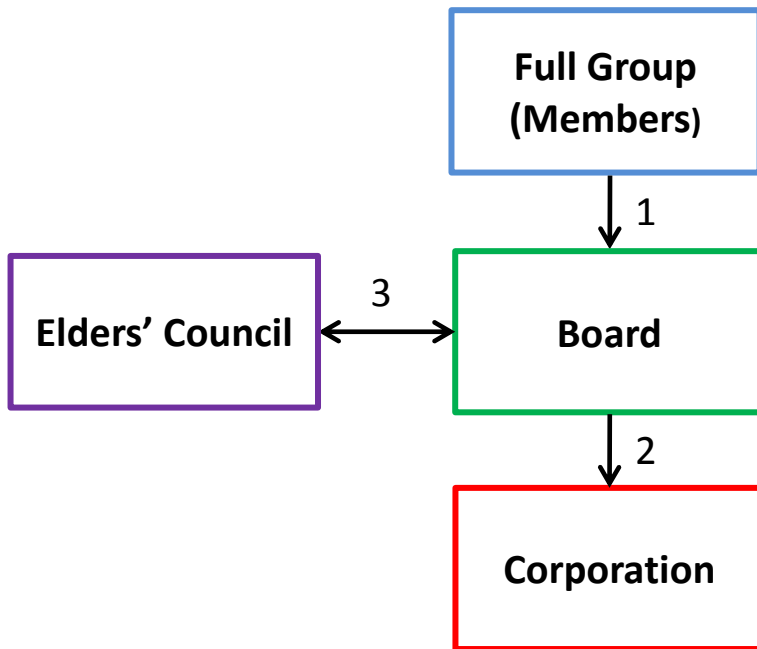 Full Group
(Members)
1
3
Elders’ Council
Board
2
Corporation